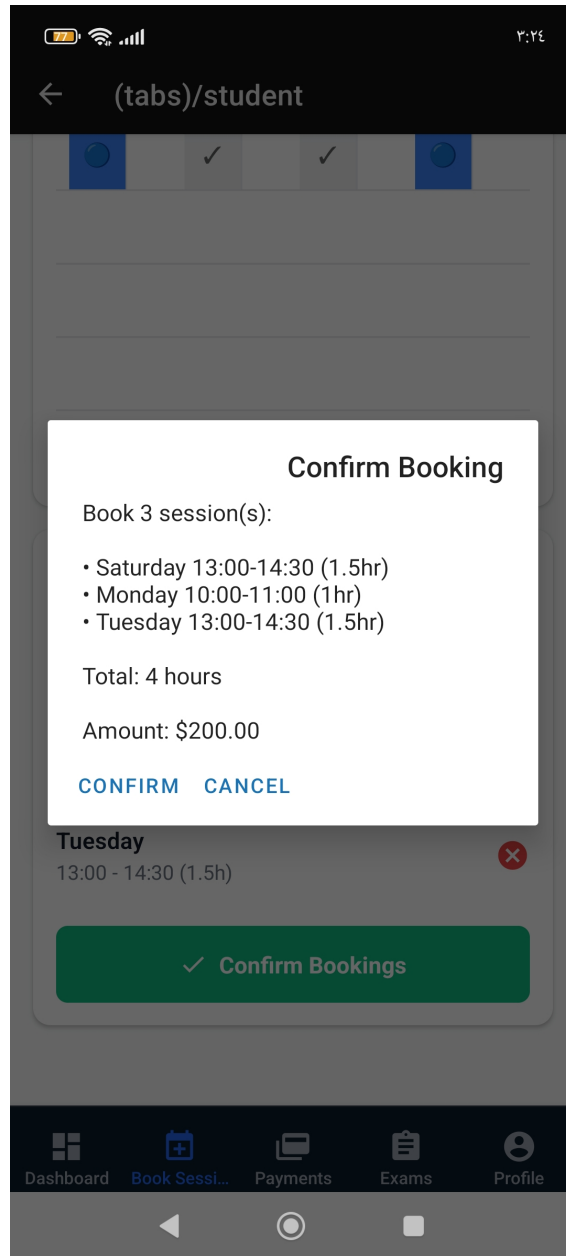 77
٣:٢٤
(tabs)/student
✓ ✓
Confirm Booking
Book 3 session(s):
• Saturday 13:00-14:30 (1.5hr)
• Monday 10:00-11:00 (1hr)
• Tuesday 13:00-14:30 (1.5hr)
Total: 4 hours
Amount: $200.00
CONFIRM CANCEL
Tuesday
13:00 - 14:30 (1.5h)
✓ Confirm Bookings
Dashboard Book Sessi... Payments Exams Profile